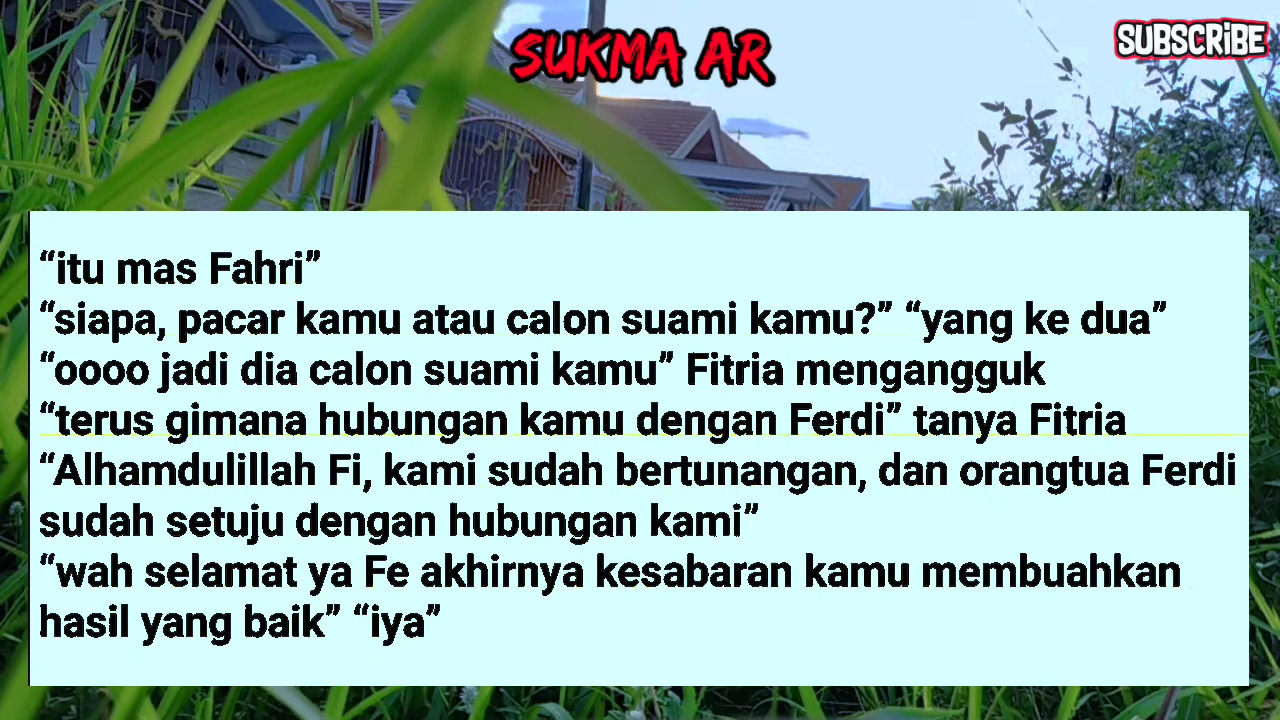 SUKMA AR
SUBSCRiBE
“itu mas Fahri”
“siapa, pacar kamu atau calon suami kamu?” “yang ke dua”
“oooo jadi dia calon suami kamu” Fitria mengangguk
“terus gimana hubungan kamu dengan Ferdi” tanya Fitria
“Alhamdulillah Fi, kami sudah bertunangan, dan orangtua Ferdi
sudah setuju dengan hubungan kami”
“wah selamat ya Fe akhirnya kesabaran kamu membuahkan
hasil yang baik” “iya”